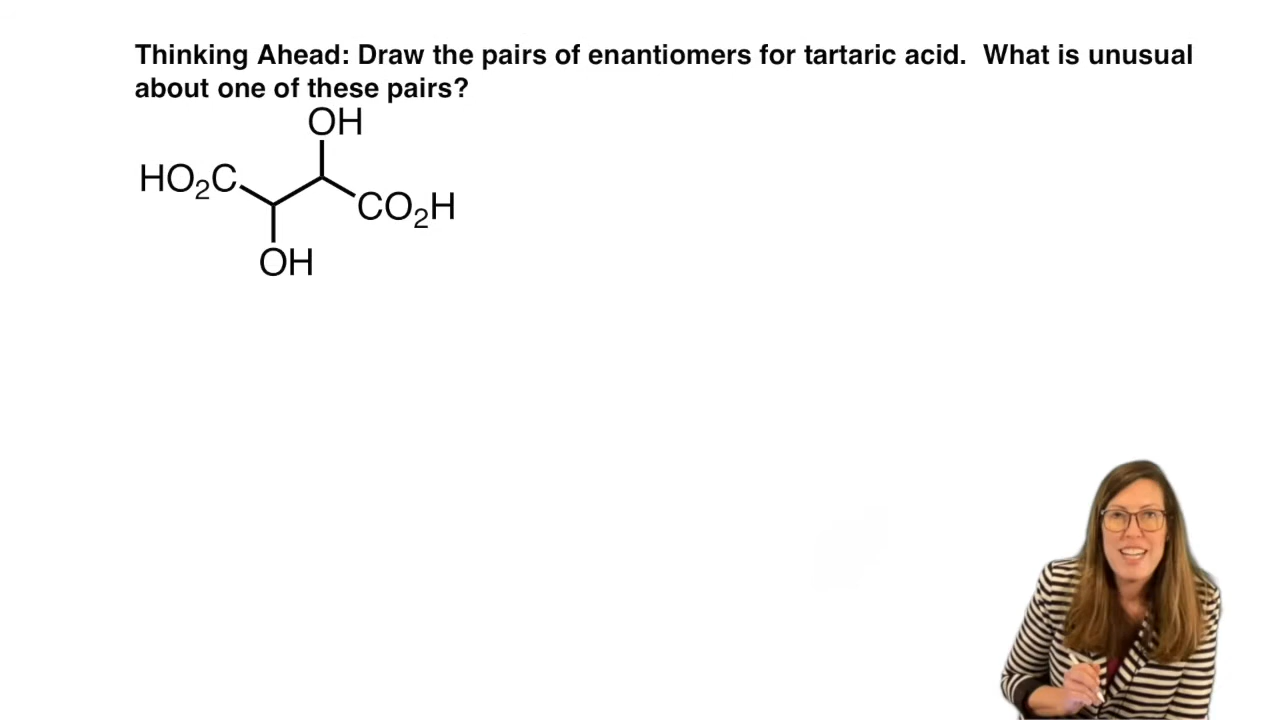 Thinking Ahead: Draw the pairs of enantiomers for tartaric acid.  What is unusual
about one of these pairs?
OH
HO₂C
CO₂H
OH